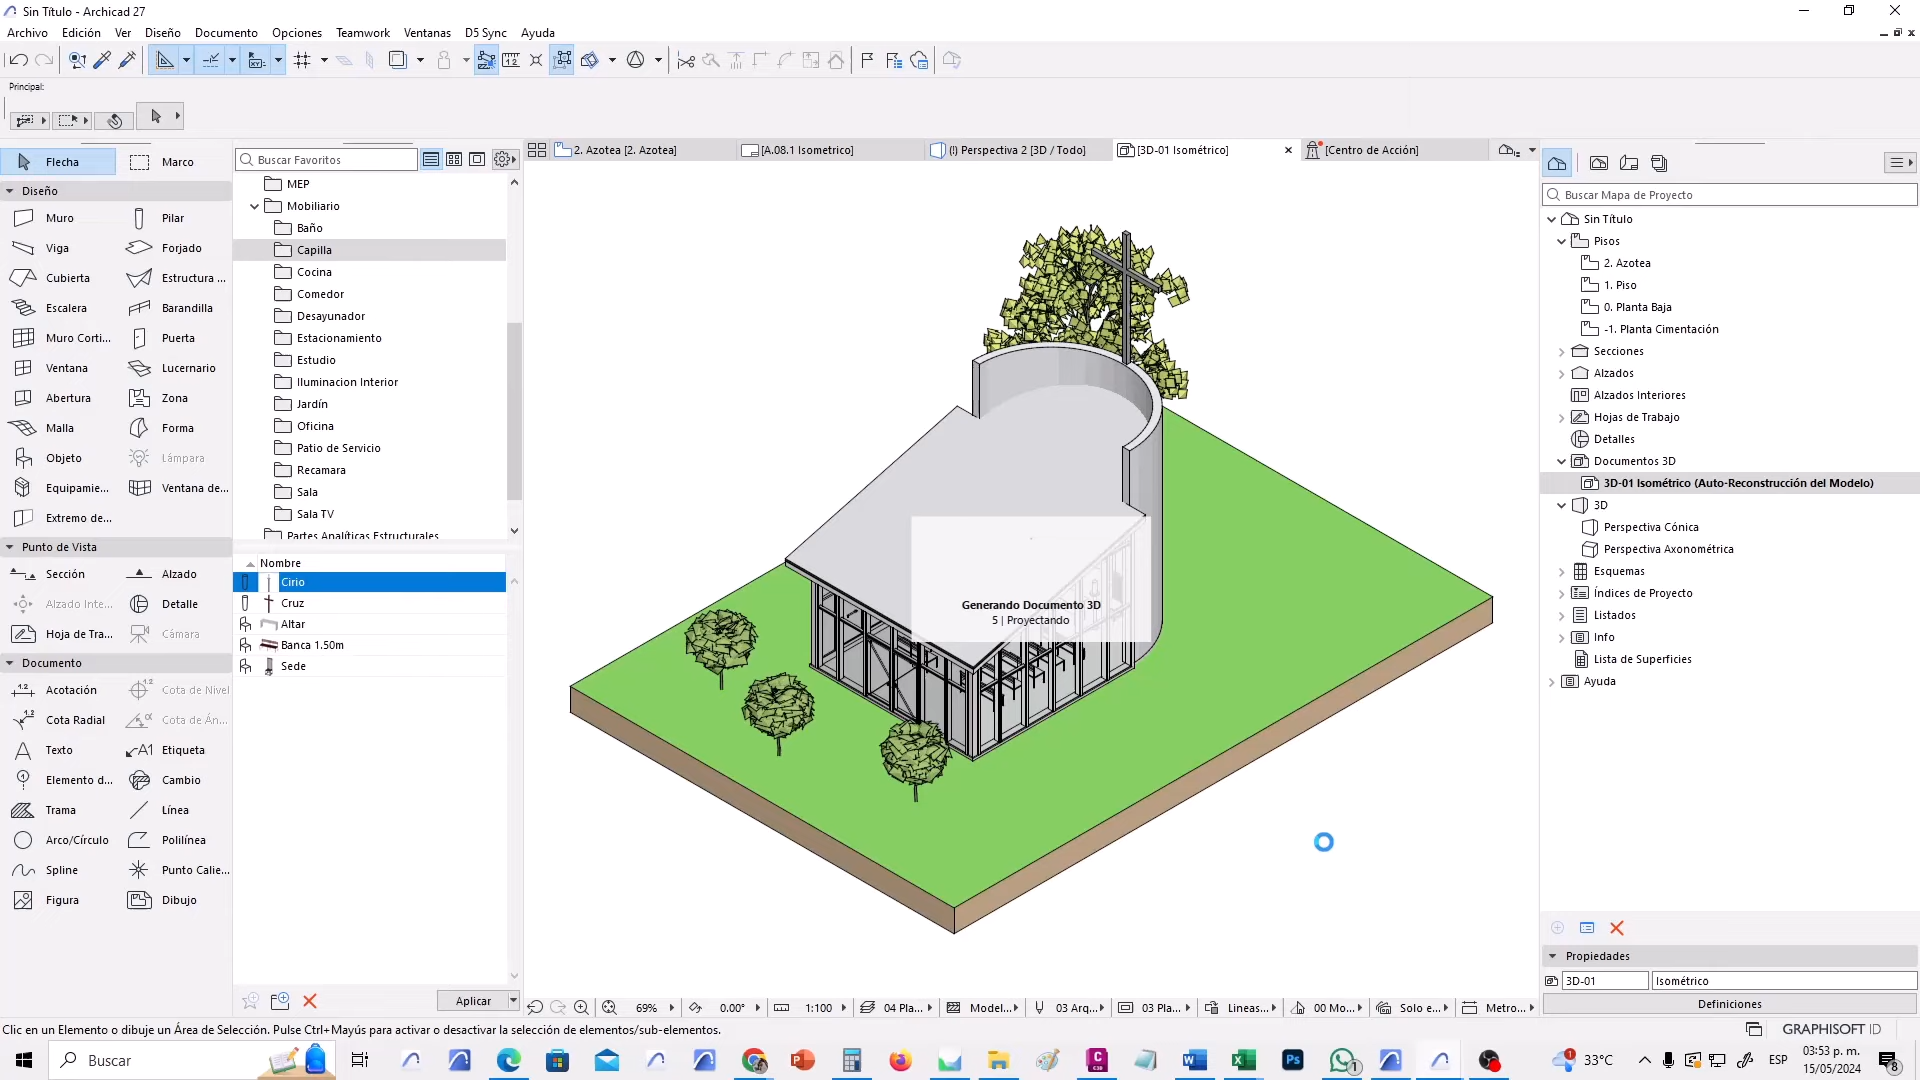 Sin Título - Archicad 27
Archivo Edición Ver Diseño Documento Opciones Teamwork Ventanas D5 Sync Ayuda
Principal:
2. Azotea [2. Azotea]
[A.08.1 Isometrico]
(!) Perspectiva 2 [3D / Todo]
[3D-01 Isométrico]
[Centro de Acción]
Flecha Marco
Diseño
Muro Pilar
Viga Forjado
Cubierta Estructura ...
Escalera Barandilla
Muro Corti... Puerta
Ventana Lucernario
Abertura Zona
Malla Forma
Objeto Lámpara
Equipamie... Ventana de...
Extremo de...
Punto de Vista
Sección Alzado
Alzado Inte... Detalle
Hoja de Tra... Cámara
Documento
Acotación Cota de Nivel
Cota Radial Cota de Án...
Texto Etiqueta
Elemento d... Cambio
Trama Línea
Arco/Círculo Polilínea
Spline Punto Calie...
Figura Dibujo
Buscar Favoritos
MEP
Mobiliario
Baño
Capilla
Cocina
Comedor
Desayunador
Estacionamiento
Estudio
Iluminacion Interior
Jardín
Oficina
Patio de Servicio
Recamara
Sala
Sala TV
Partes Analíticas Estructurales
Nombre
Cirio
Cruz
Altar
Banca 1.50m
Sede
Aplicar
Generando Documento 3D
5 | Proyectando
69% 0.00° 1:100 04 Pla... Model... 03 Arq... 03 Pla... Lineas... 00 Mo... Solo e... Metro...
Buscar Mapa de Proyecto
Sin Título
Pisos
2. Azotea
1. Piso
0. Planta Baja
-1. Planta Cimentación
Secciones
Alzados
Alzados Interiores
Hojas de Trabajo
Detalles
Documentos 3D
3D-01 Isométrico (Auto-Reconstrucción del Modelo)
3D
Perspectiva Cónica
Perspectiva Axonométrica
Esquemas
Índices de Proyecto
Listados
Info
Lista de Superficies
Ayuda
Propiedades
3D-01 Isométrico
Definiciones
Clic en un Elemento o dibuje un Área de Selección. Pulse Ctrl+Mayús para activar o desactivar la selección de elementos/sub-elementos.
GRAPHISOFT ID
Buscar
33°C
ESP
03:53 p. m.
15/05/2024
8